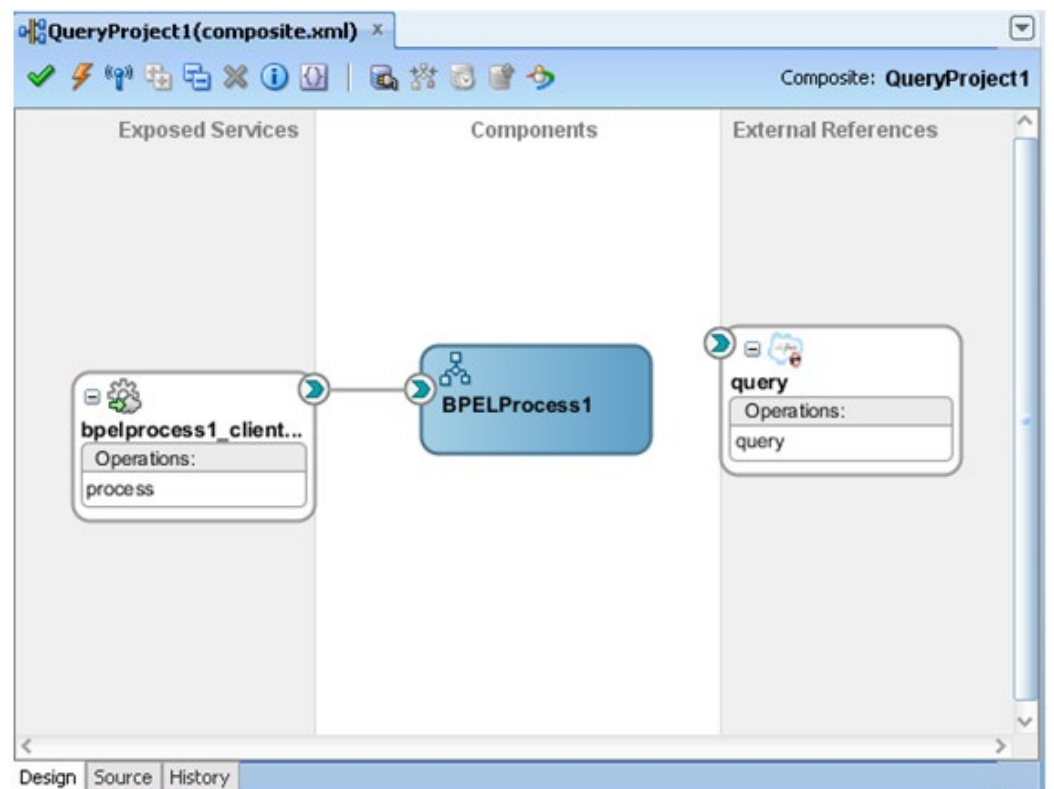 QueryProject1(composite.xml)
Composite: QueryProject1
Exposed Services
Components
External References
bpelprocess1_client...
Operations:
process
BPELProcess1
query
Operations:
query
Design Source History